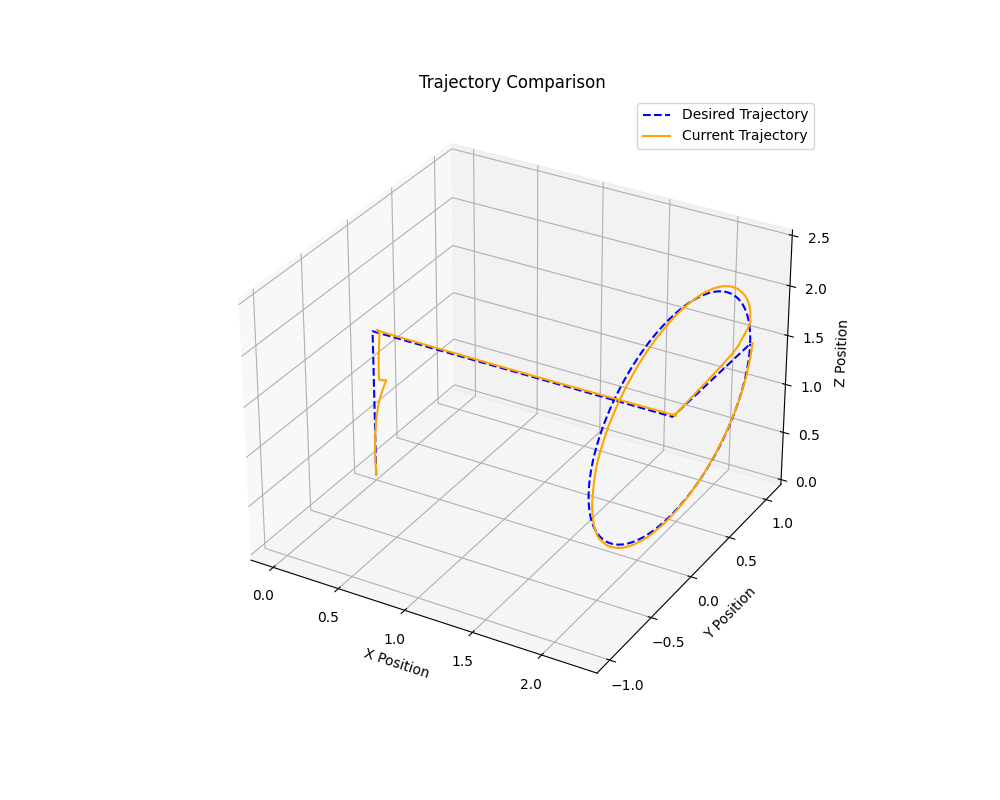 Trajectory Comparison
Desired Trajectory
Current Trajectory
2.5
2.0
1.5
1.0
0.5
0.0
Z Position
1.0
0.5
0.0
−0.5
−1.0
Y Position
0.0
0.5
1.0
1.5
2.0
X Position